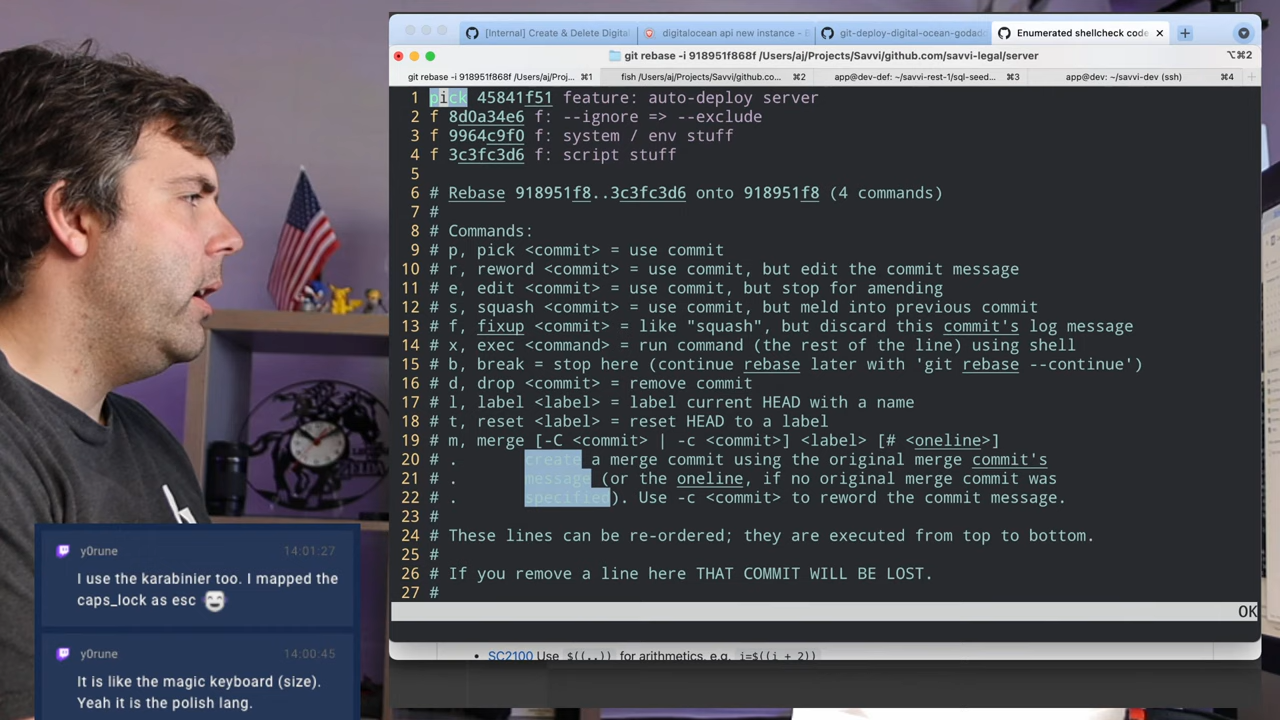 [Internal] Create & Delete Digital
digitalocean api new instance - B
git-deploy-digital-ocean-godadd
Enumerated shellcheck code
git rebase -i 918951f868f /Users/aj/Projects/Savvi/github.com/savvi-legal/server
⌥⌘2
git rebase -i 918951f868f /Users/aj/Proj... ⌘1
fish /Users/aj/Projects/Savvi/github.co... ⌘2
app@dev-def: ~/savvi-rest-1/sql-seed... ⌘3
app@dev: ~/savvi-dev (ssh) ⌘4
1 pick 45841f51 feature: auto-deploy server
2 f 8d0a34e6 f: --ignore => --exclude
3 f 9964c9f0 f: system / env stuff
4 f 3c3fc3d6 f: script stuff
5
6 # Rebase 918951f8..3c3fc3d6 onto 918951f8 (4 commands)
7 #
8 # Commands:
9 # p, pick <commit> = use commit
10 # r, reword <commit> = use commit, but edit the commit message
11 # e, edit <commit> = use commit, but stop for amending
12 # s, squash <commit> = use commit, but meld into previous commit
13 # f, fixup <commit> = like "squash", but discard this commit's log message
14 # x, exec <command> = run command (the rest of the line) using shell
15 # b, break = stop here (continue rebase later with 'git rebase --continue')
16 # d, drop <commit> = remove commit
17 # l, label <label> = label current HEAD with a name
18 # t, reset <label> = reset HEAD to a label
19 # m, merge [-C <commit> | -c <commit>] <label> [# <oneline>]
20 # . create a merge commit using the original merge commit's
21 # . message (or the oneline, if no original merge commit was
22 # . specified). Use -c <commit> to reword the commit message.
23 #
24 # These lines can be re-ordered; they are executed from top to bottom.
25 #
26 # If you remove a line here THAT COMMIT WILL BE LOST.
27 #
OK
• SC2100 Use $((..)) for arithmetics, e.g. i=$((i + 2))
y0rune 14:01:27
I use the karabinier too. I mapped the
caps_lock as esc
y0rune 14:00:45
It is like the magic keyboard (size).
Yeah it is the polish lang.